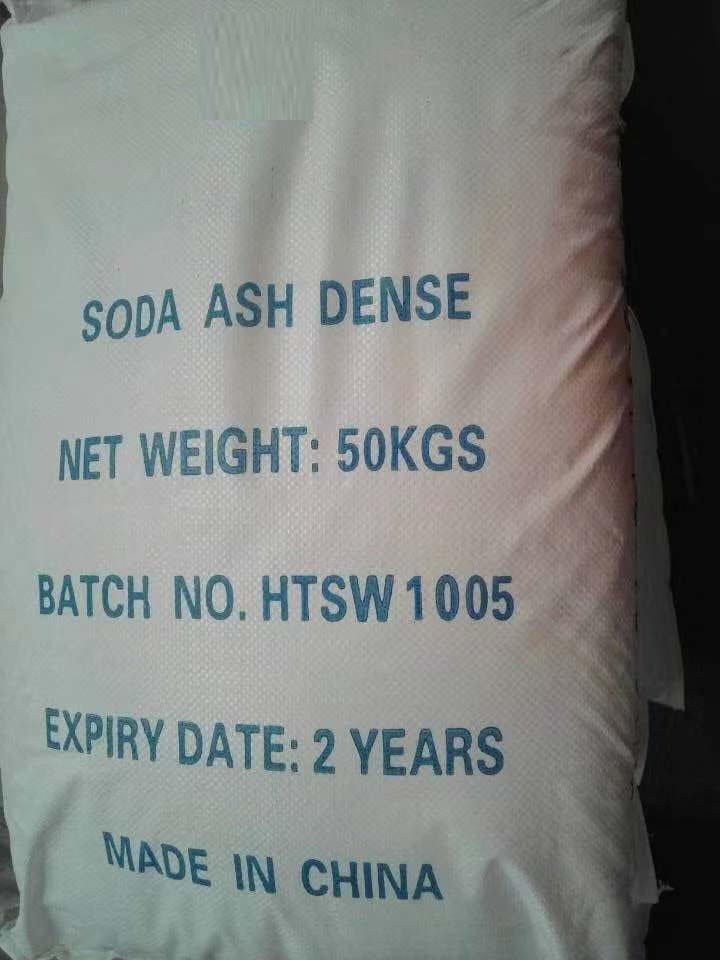 SODA ASH DENSE
NET WEIGHT: 50KGS
BATCH NO. HTSW1005
EXPIRY DATE: 2 YEARS
MADE IN CHINA